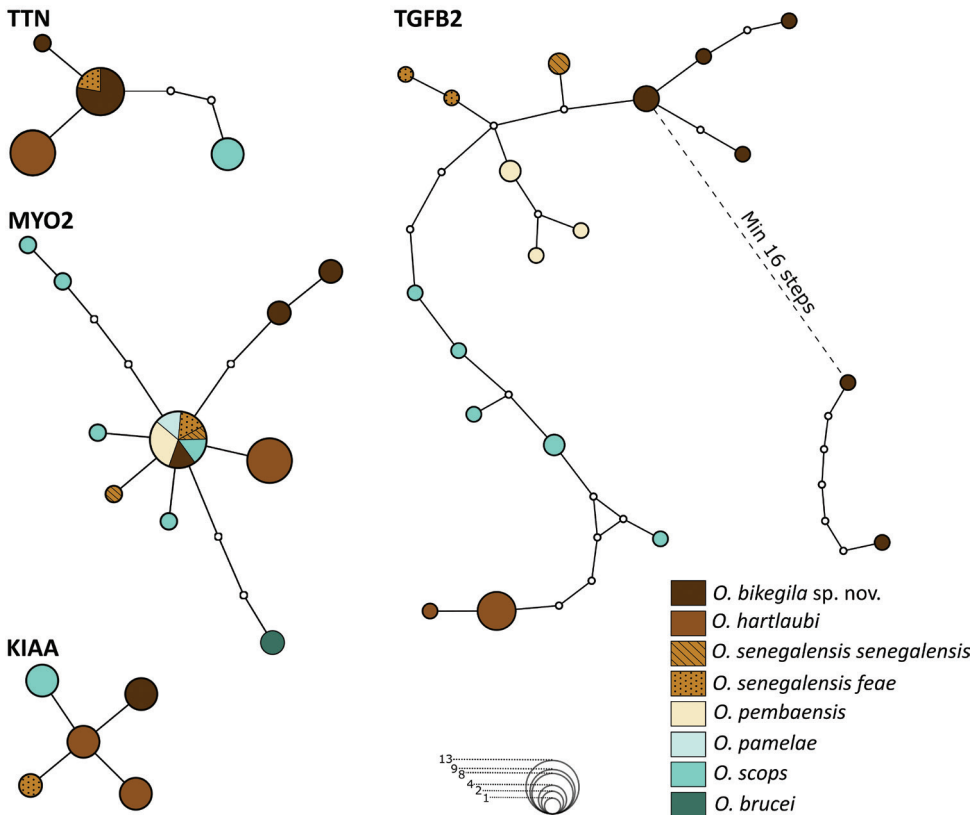 TTN
TGFB2
MYO2
Min 16 steps
KIAA
O. bikegila sp. nov.
O. hartlaubi
O. senegalensis senegalensis
O. senegalensis feae
O. pembaensis
O. pamelae
O. scops
O. brucei
13
9
8
4
2
1